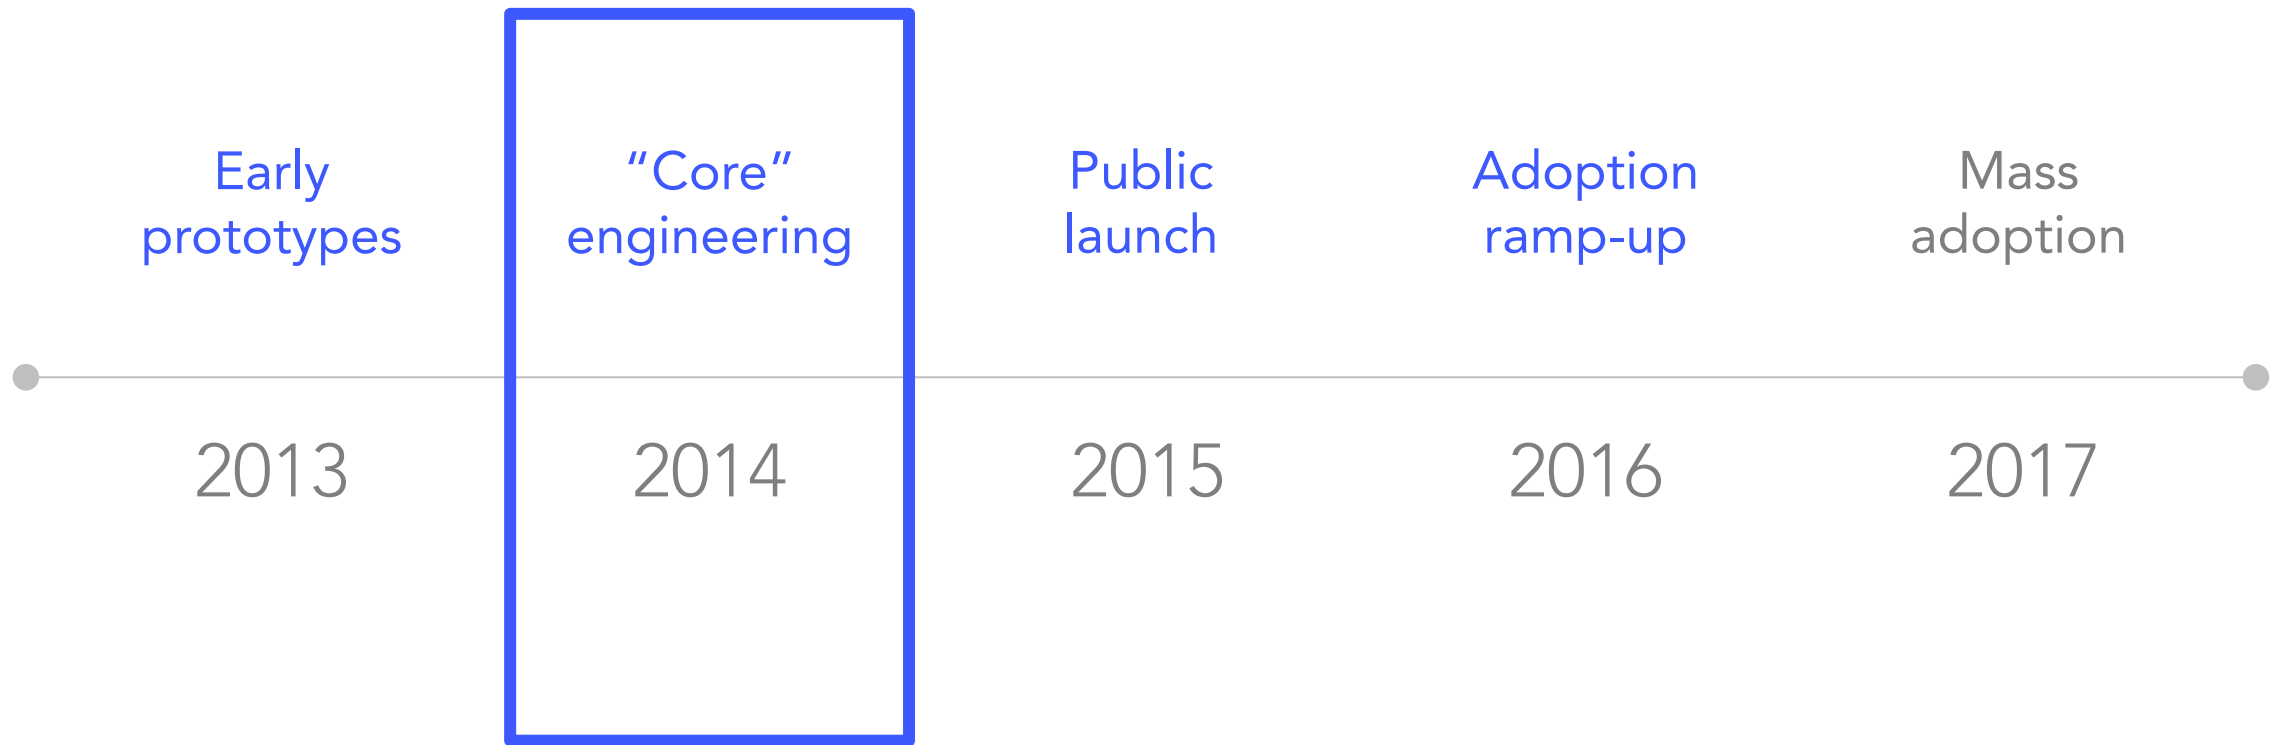 Early
prototypes
“Core”
engineering
Public
launch
Adoption
ramp-up
Mass
adoption
2013
2014
2015
2016
2017